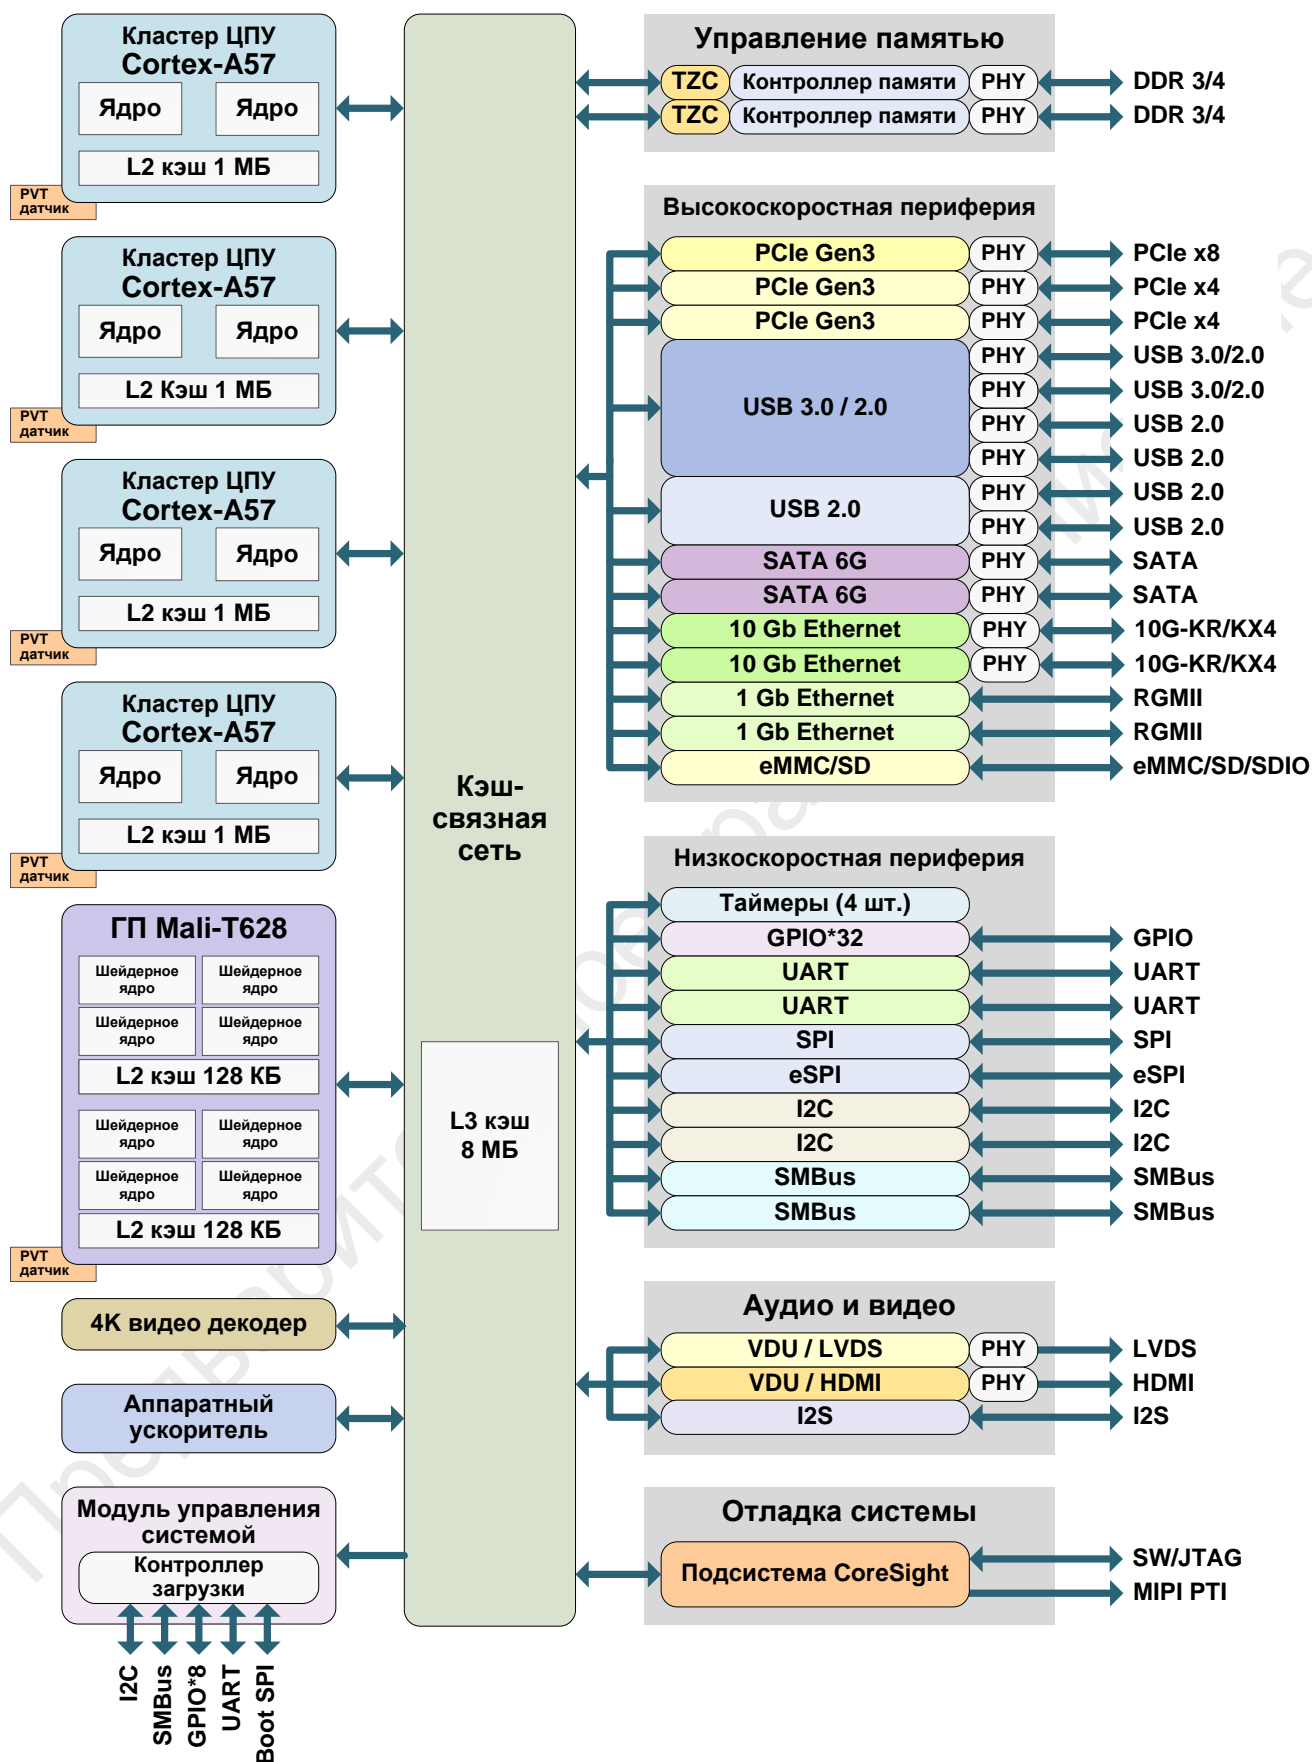 Кластер ЦПУ
Cortex-A57
Ядро
Ядро
L2 кэш 1 МБ
PVT
датчик
Кластер ЦПУ
Cortex-A57
Ядро
Ядро
L2 Кэш 1 МБ
PVT
датчик
Кластер ЦПУ
Cortex-A57
Ядро
Ядро
L2 кэш 1 МБ
PVT
датчик
Кластер ЦПУ
Cortex-A57
Ядро
Ядро
L2 кэш 1 МБ
PVT
датчик
ГП Mali-T628
Шейдерное
ядро
Шейдерное
ядро
Шейдерное
ядро
Шейдерное
ядро
L2 кэш 128 КБ
Шейдерное
ядро
Шейдерное
ядро
Шейдерное
ядро
Шейдерное
ядро
L2 кэш 128 КБ
PVT
датчик
4K видео декодер
Аппаратный
ускоритель
Модуль управления
системой
Контроллер
загрузки
I2C
SMBus
GPIO*8
UART
Boot SPI
Кэш-
связная
сеть
L3 кэш
8 МБ
Управление памятью
TZC Контроллер памяти PHY DDR 3/4
TZC Контроллер памяти PHY DDR 3/4
Высокоскоростная периферия
PCIe Gen3 PHY PCIe x8
PCIe Gen3 PHY PCIe x4
PCIe Gen3 PHY PCIe x4
USB 3.0 / 2.0
PHY USB 3.0/2.0
PHY USB 3.0/2.0
PHY USB 2.0
PHY USB 2.0
USB 2.0
PHY USB 2.0
PHY USB 2.0
SATA 6G PHY SATA
SATA 6G PHY SATA
10 Gb Ethernet PHY 10G-KR/KX4
10 Gb Ethernet PHY 10G-KR/KX4
1 Gb Ethernet RGMII
1 Gb Ethernet RGMII
eMMC/SD eMMC/SD/SDIO
Низкоскоростная периферия
Таймеры (4 шт.)
GPIO*32 GPIO
UART UART
UART UART
SPI SPI
eSPI eSPI
I2C I2C
I2C I2C
SMBus SMBus
SMBus SMBus
Аудио и видео
VDU / LVDS PHY LVDS
VDU / HDMI PHY HDMI
I2S I2S
Отладка системы
Подсистема CoreSight
SW/JTAG
MIPI PTI